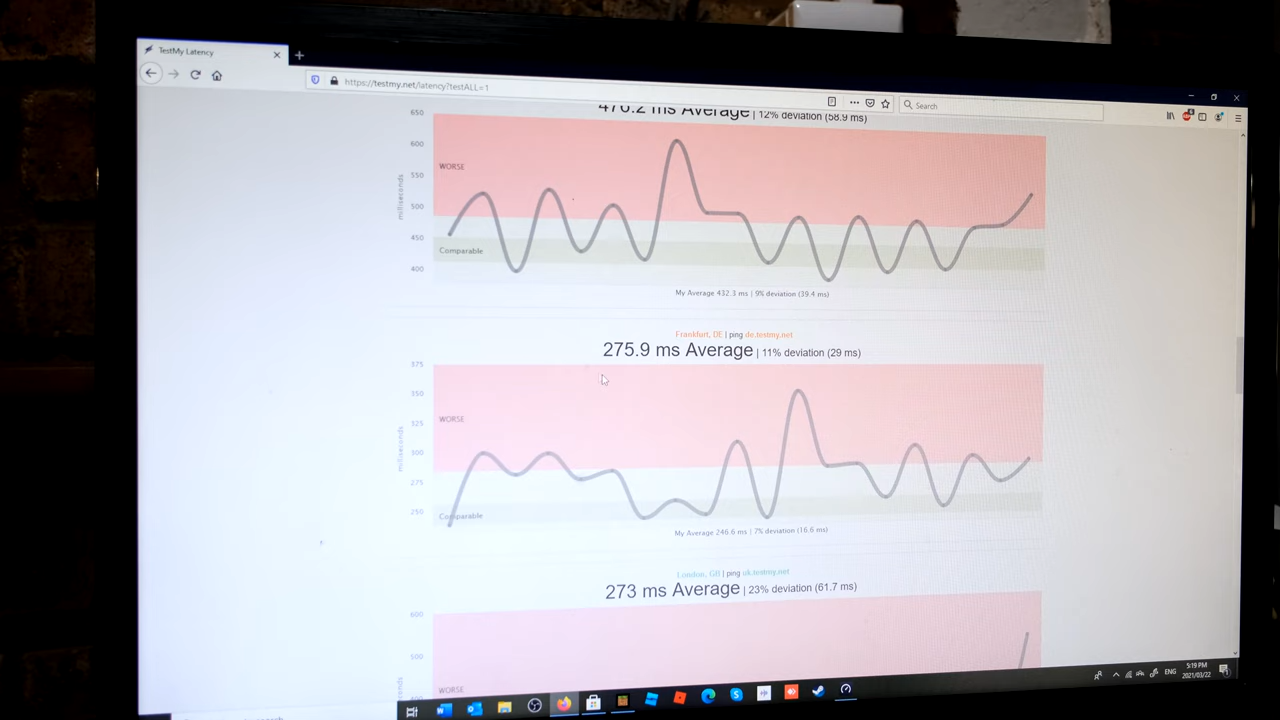 TestMy Latency
https://testmy.net/latency?testALL=1
Search
476.2 ms Average | 12% deviation (58.9 ms)
650
600
550
500
450
400
milliseconds
WORSE
Comparable
My Average 432.3 ms | 9% deviation (39.4 ms)
Frankfurt, DE | ping de.testmy.net
275.9 ms Average | 11% deviation (29 ms)
375
350
325
300
275
250
milliseconds
WORSE
Comparable
My Average 246.6 ms | 7% deviation (16.6 ms)
London, GB | ping uk.testmy.net
273 ms Average | 23% deviation (61.7 ms)
600
500
WORSE
ENG
5:19 PM
2021/03/22